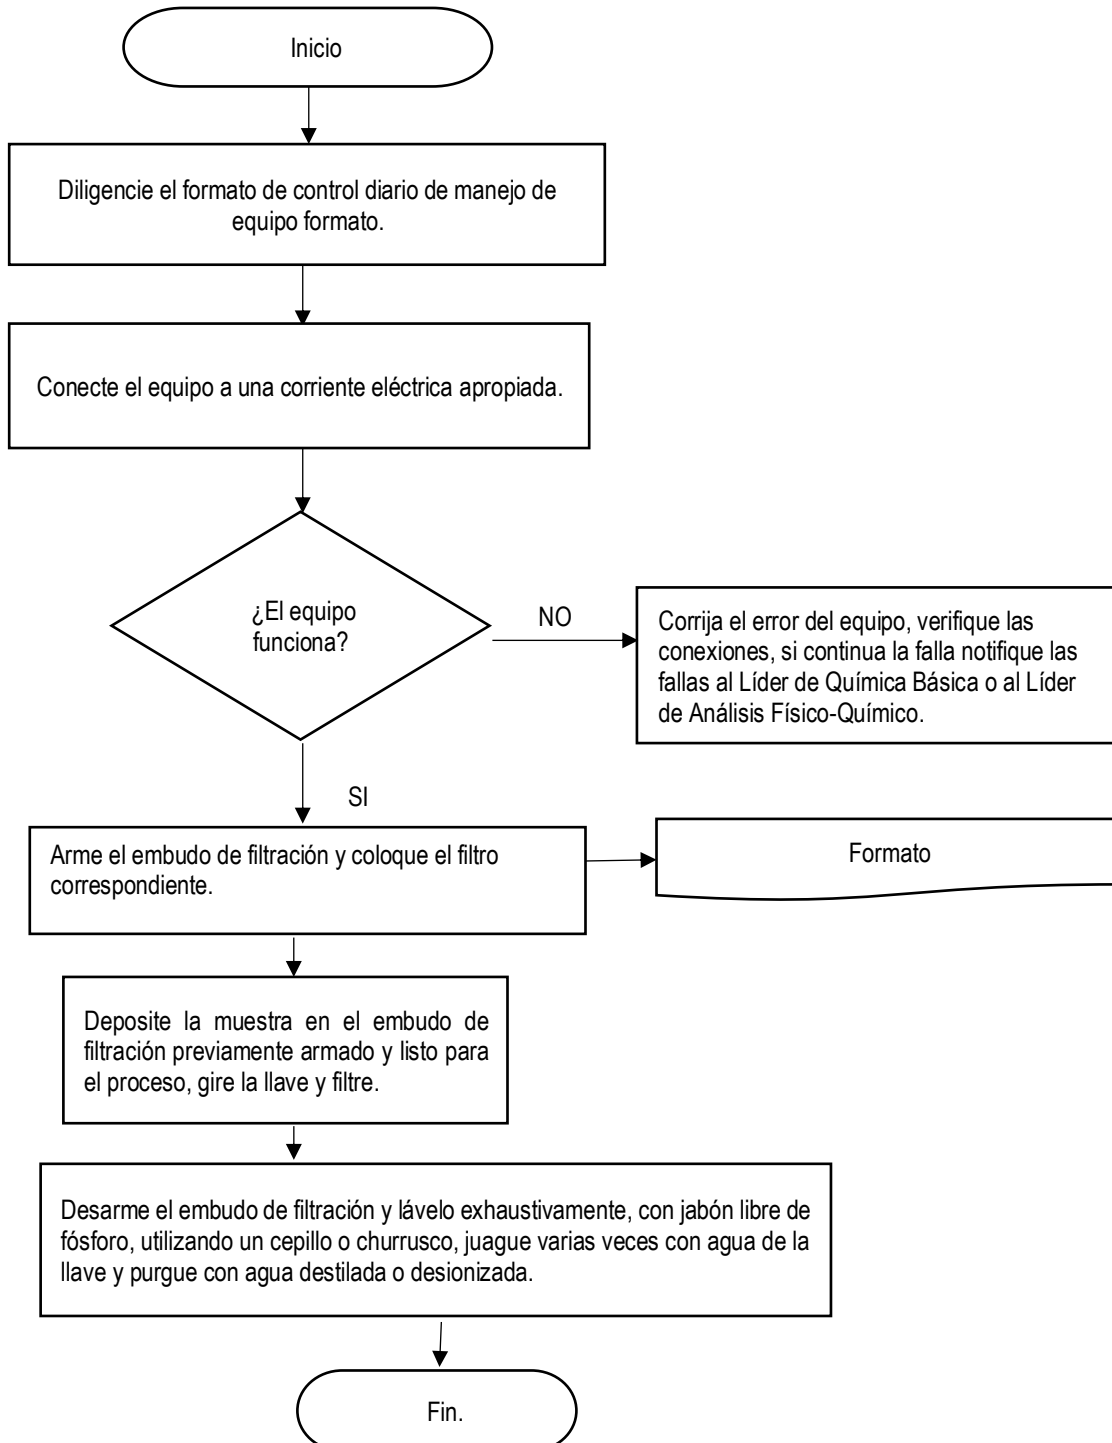 Inicio
Diligencie el formato de control diario de manejo de
equipo formato.
Conecte el equipo a una corriente eléctrica apropiada.
¿El equipo
funciona?
NO
Corrija el error del equipo, verifique las
conexiones, si continua la falla notifique las
fallas al Líder de Química Básica o al Líder
de Análisis Físico-Químico.
SI
Arme el embudo de filtración y coloque el filtro
correspondiente.
Formato
Deposite la muestra en el embudo de
filtración previamente armado y listo para
el proceso, gire la llave y filtre.
Desarme el embudo de filtración y lávelo exhaustivamente, con jabón libre de
fósforo, utilizando un cepillo o churrusco, juague varias veces con agua de la
llave y purgue con agua destilada o desionizada.
Fin.